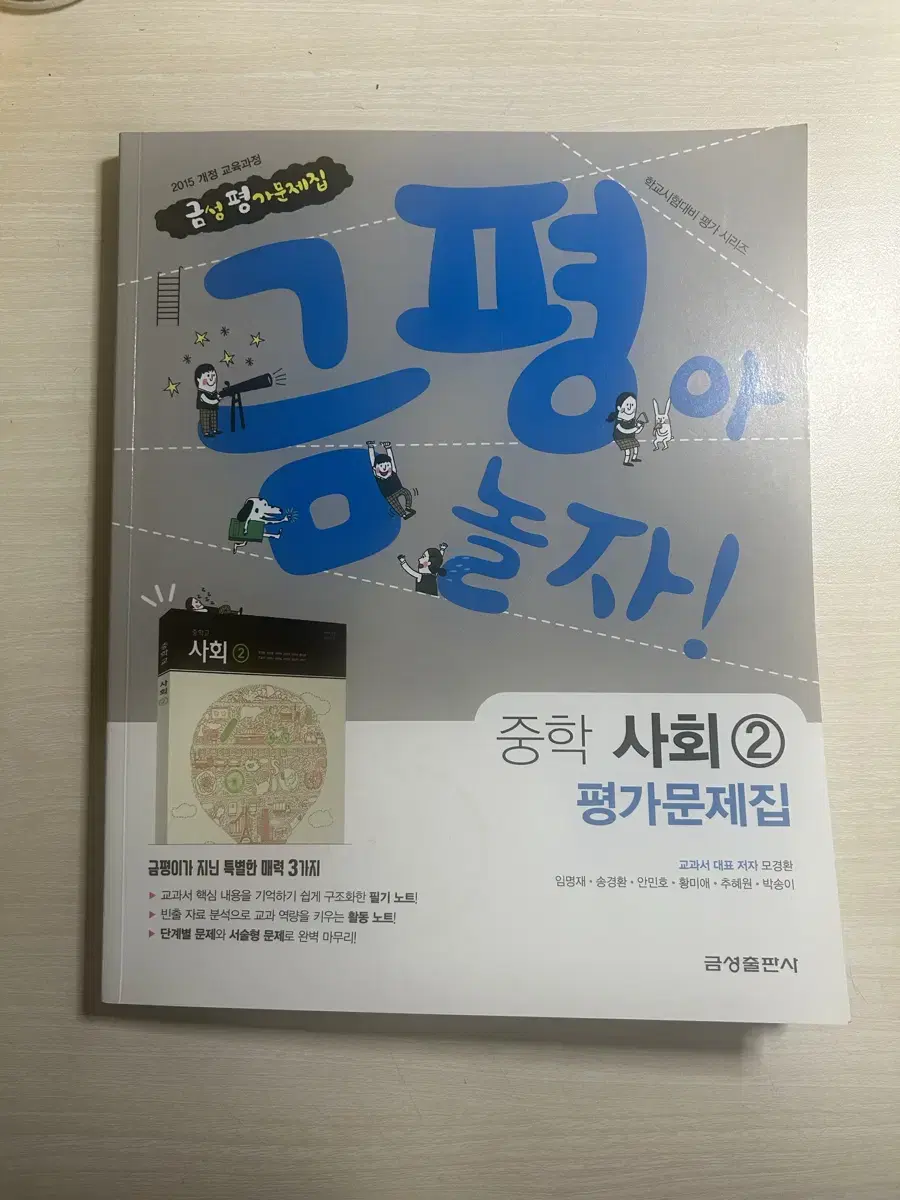 2015 개정 교육과정
금성 평가문제집
학교시험대비 평가 시리즈
금평아
놀자!
중학교
사회 ②
사회 ②
중학 사회 ②
평가문제집
금평이가 지닌 특별한 매력 3가지
▶ 교과서 핵심 내용을 기억하기 쉽게 구조화한 필기 노트!
▶ 빈출 자료 분석으로 교과 역량을 키우는 활동 노트!
▶ 단계별 문제와 서술형 문제로 완벽 마무리!
교과서 대표 저자 모경환
임명재 • 송경환 • 안민호 • 황미애 • 추혜원 • 박송이
금성출판사